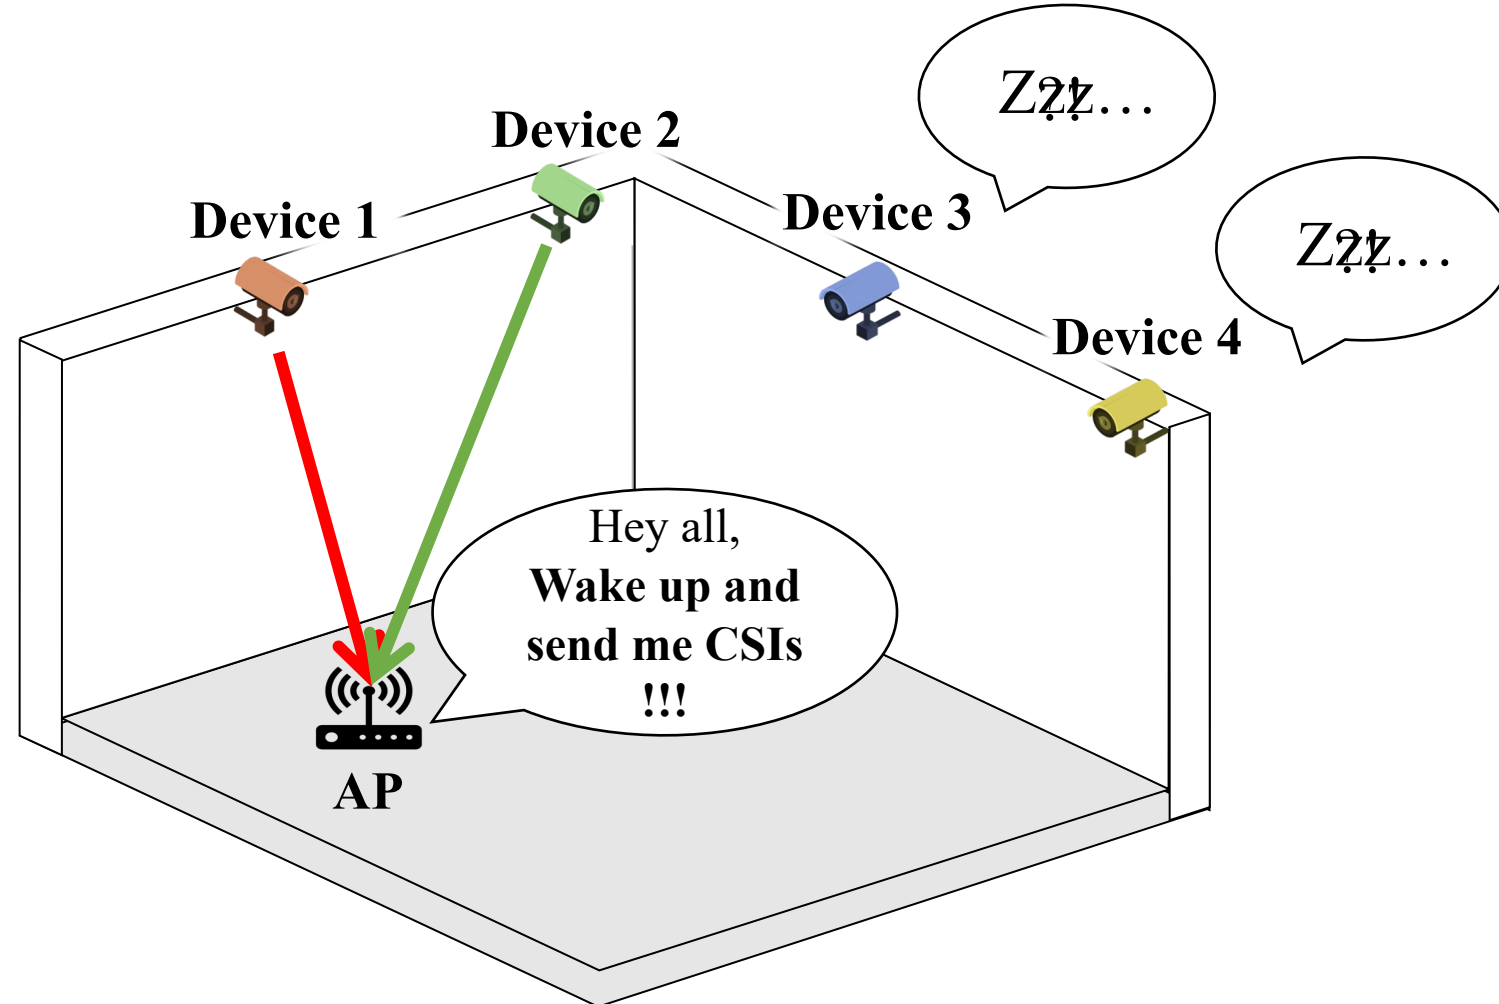 Device 2
Device 1
Device 3
Device 4
Hey all,
Wake up and
send me CSIs
!!!
AP